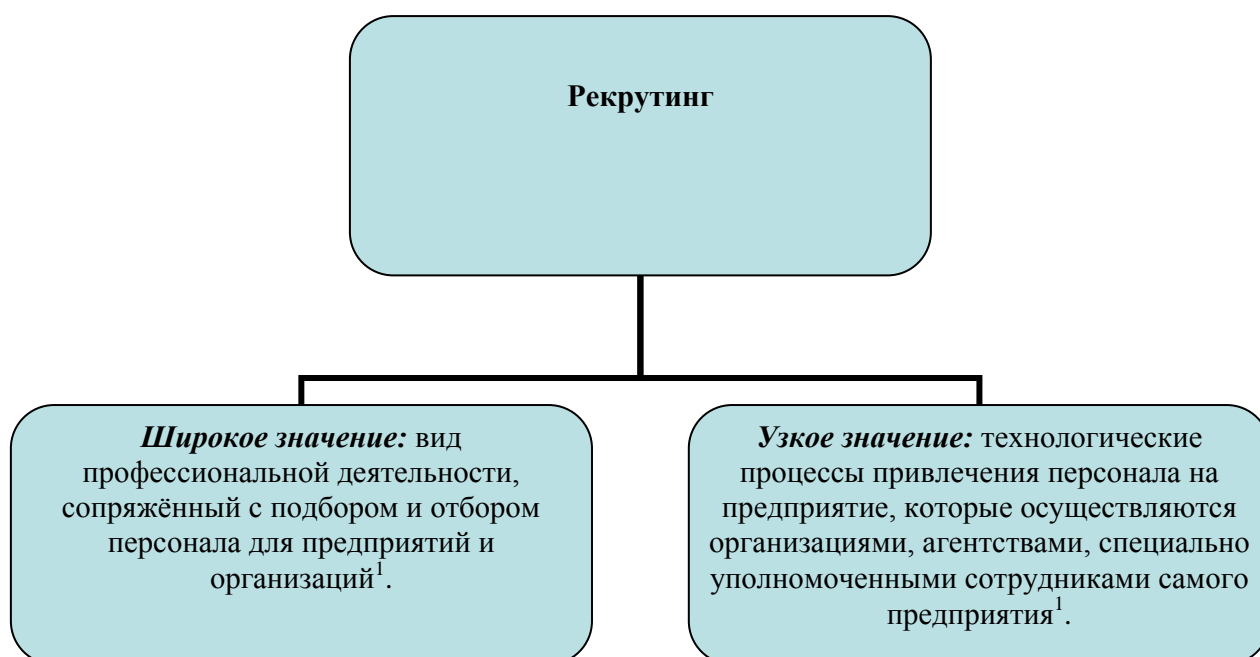 Рекрутинг
Широкое значение: вид
профессиональной деятельности,
сопряжённый с подбором и отбором
персонала для предприятий и
организаций¹.
Узкое значение: технологические
процессы привлечения персонала на
предприятие, которые осуществляются
организациями, агентствами, специально
уполномоченными сотрудниками самого
предприятия¹.